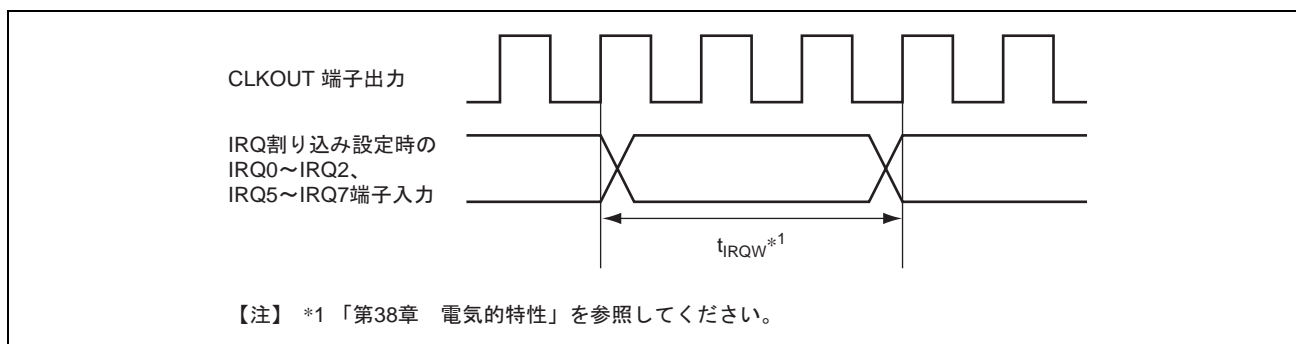 CLKOUT 端子出力
IRQ割り込み設定時の
IRQ0～IRQ2、
IRQ5～IRQ7端子入力
tIRQW*1
【注】 *1 「第38章　電気的特性」を参照してください。